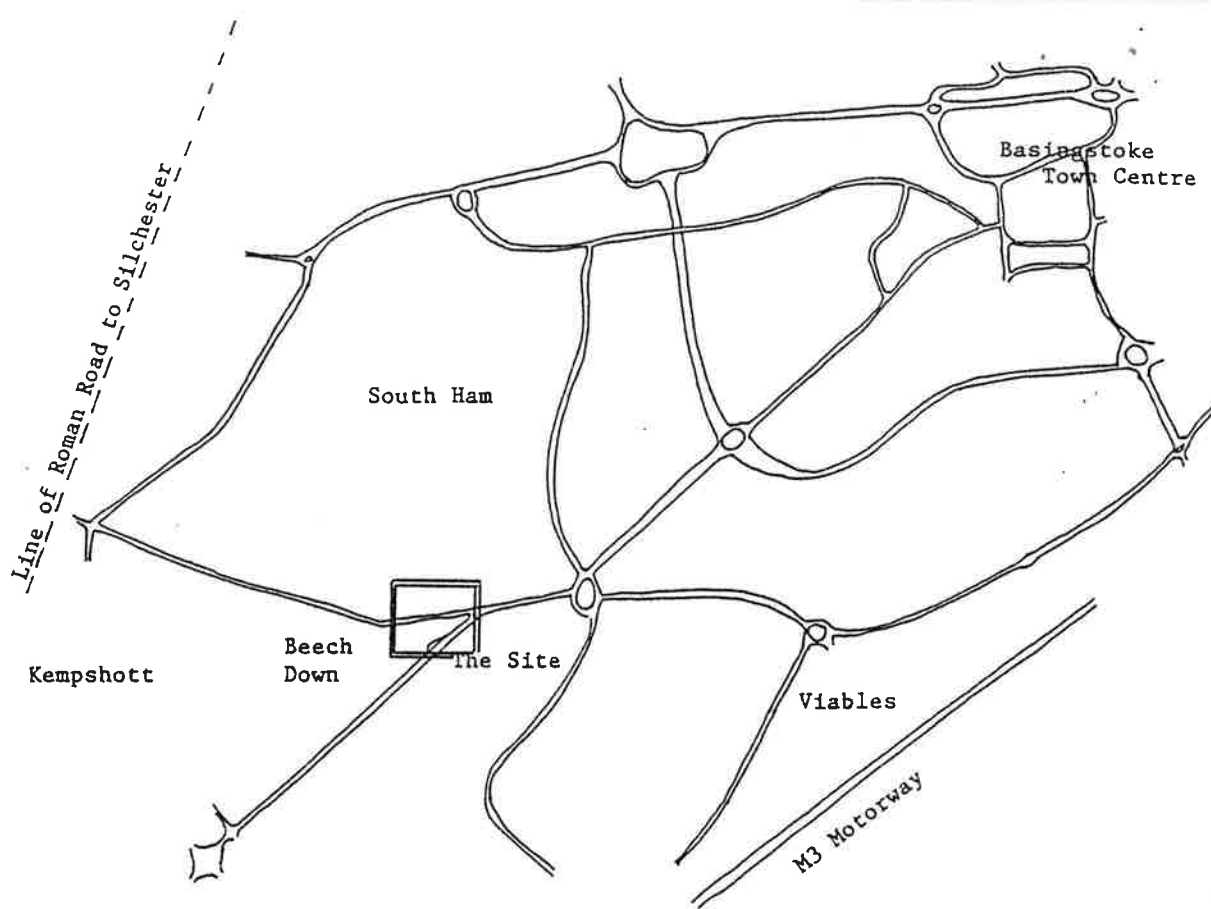 Line of Roman Road to Silchester
Basingstoke
Town Centre
South Ham
Beech
Down
The Site
Kempshott
Viables
M3 Motorway